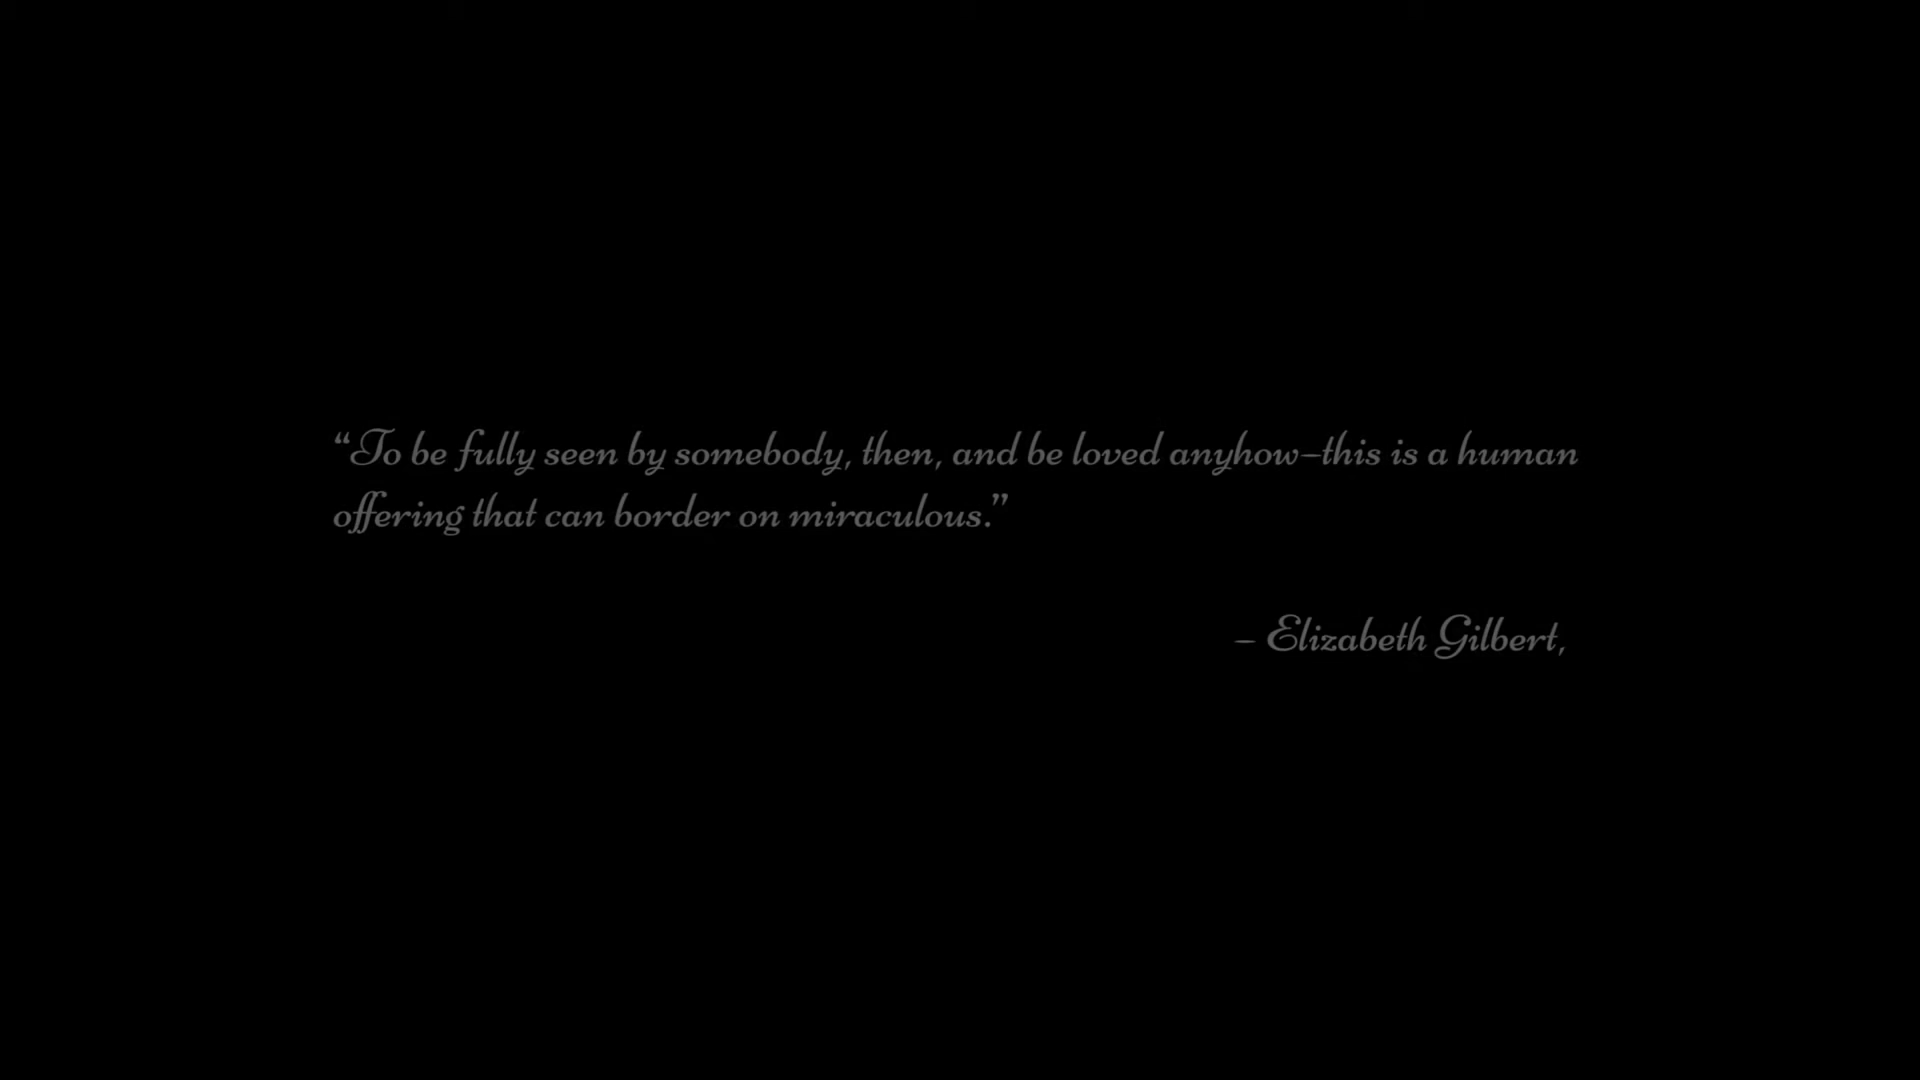 “To be fully seen by somebody, then, and be loved anyhow–this is a human
offering that can border on miraculous.”
– Elizabeth Gilbert,